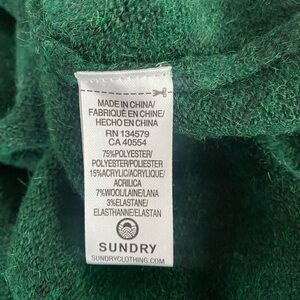 MADE IN CHINA/
FABRIQUÉ EN CHINE/
HECHO EN CHINA
RN 134579
CA 40554
75%POLYESTER/
POLYESTER/POLIESTER
15%ACRYLIC/ACRYLIQUE/
ACRILICA
7%WOOL/LAINE/LANA
3%ELASTANE/
ELASTHANNE/ELASTAN
SUNDRY
SUNDRYCLOTHING.COM